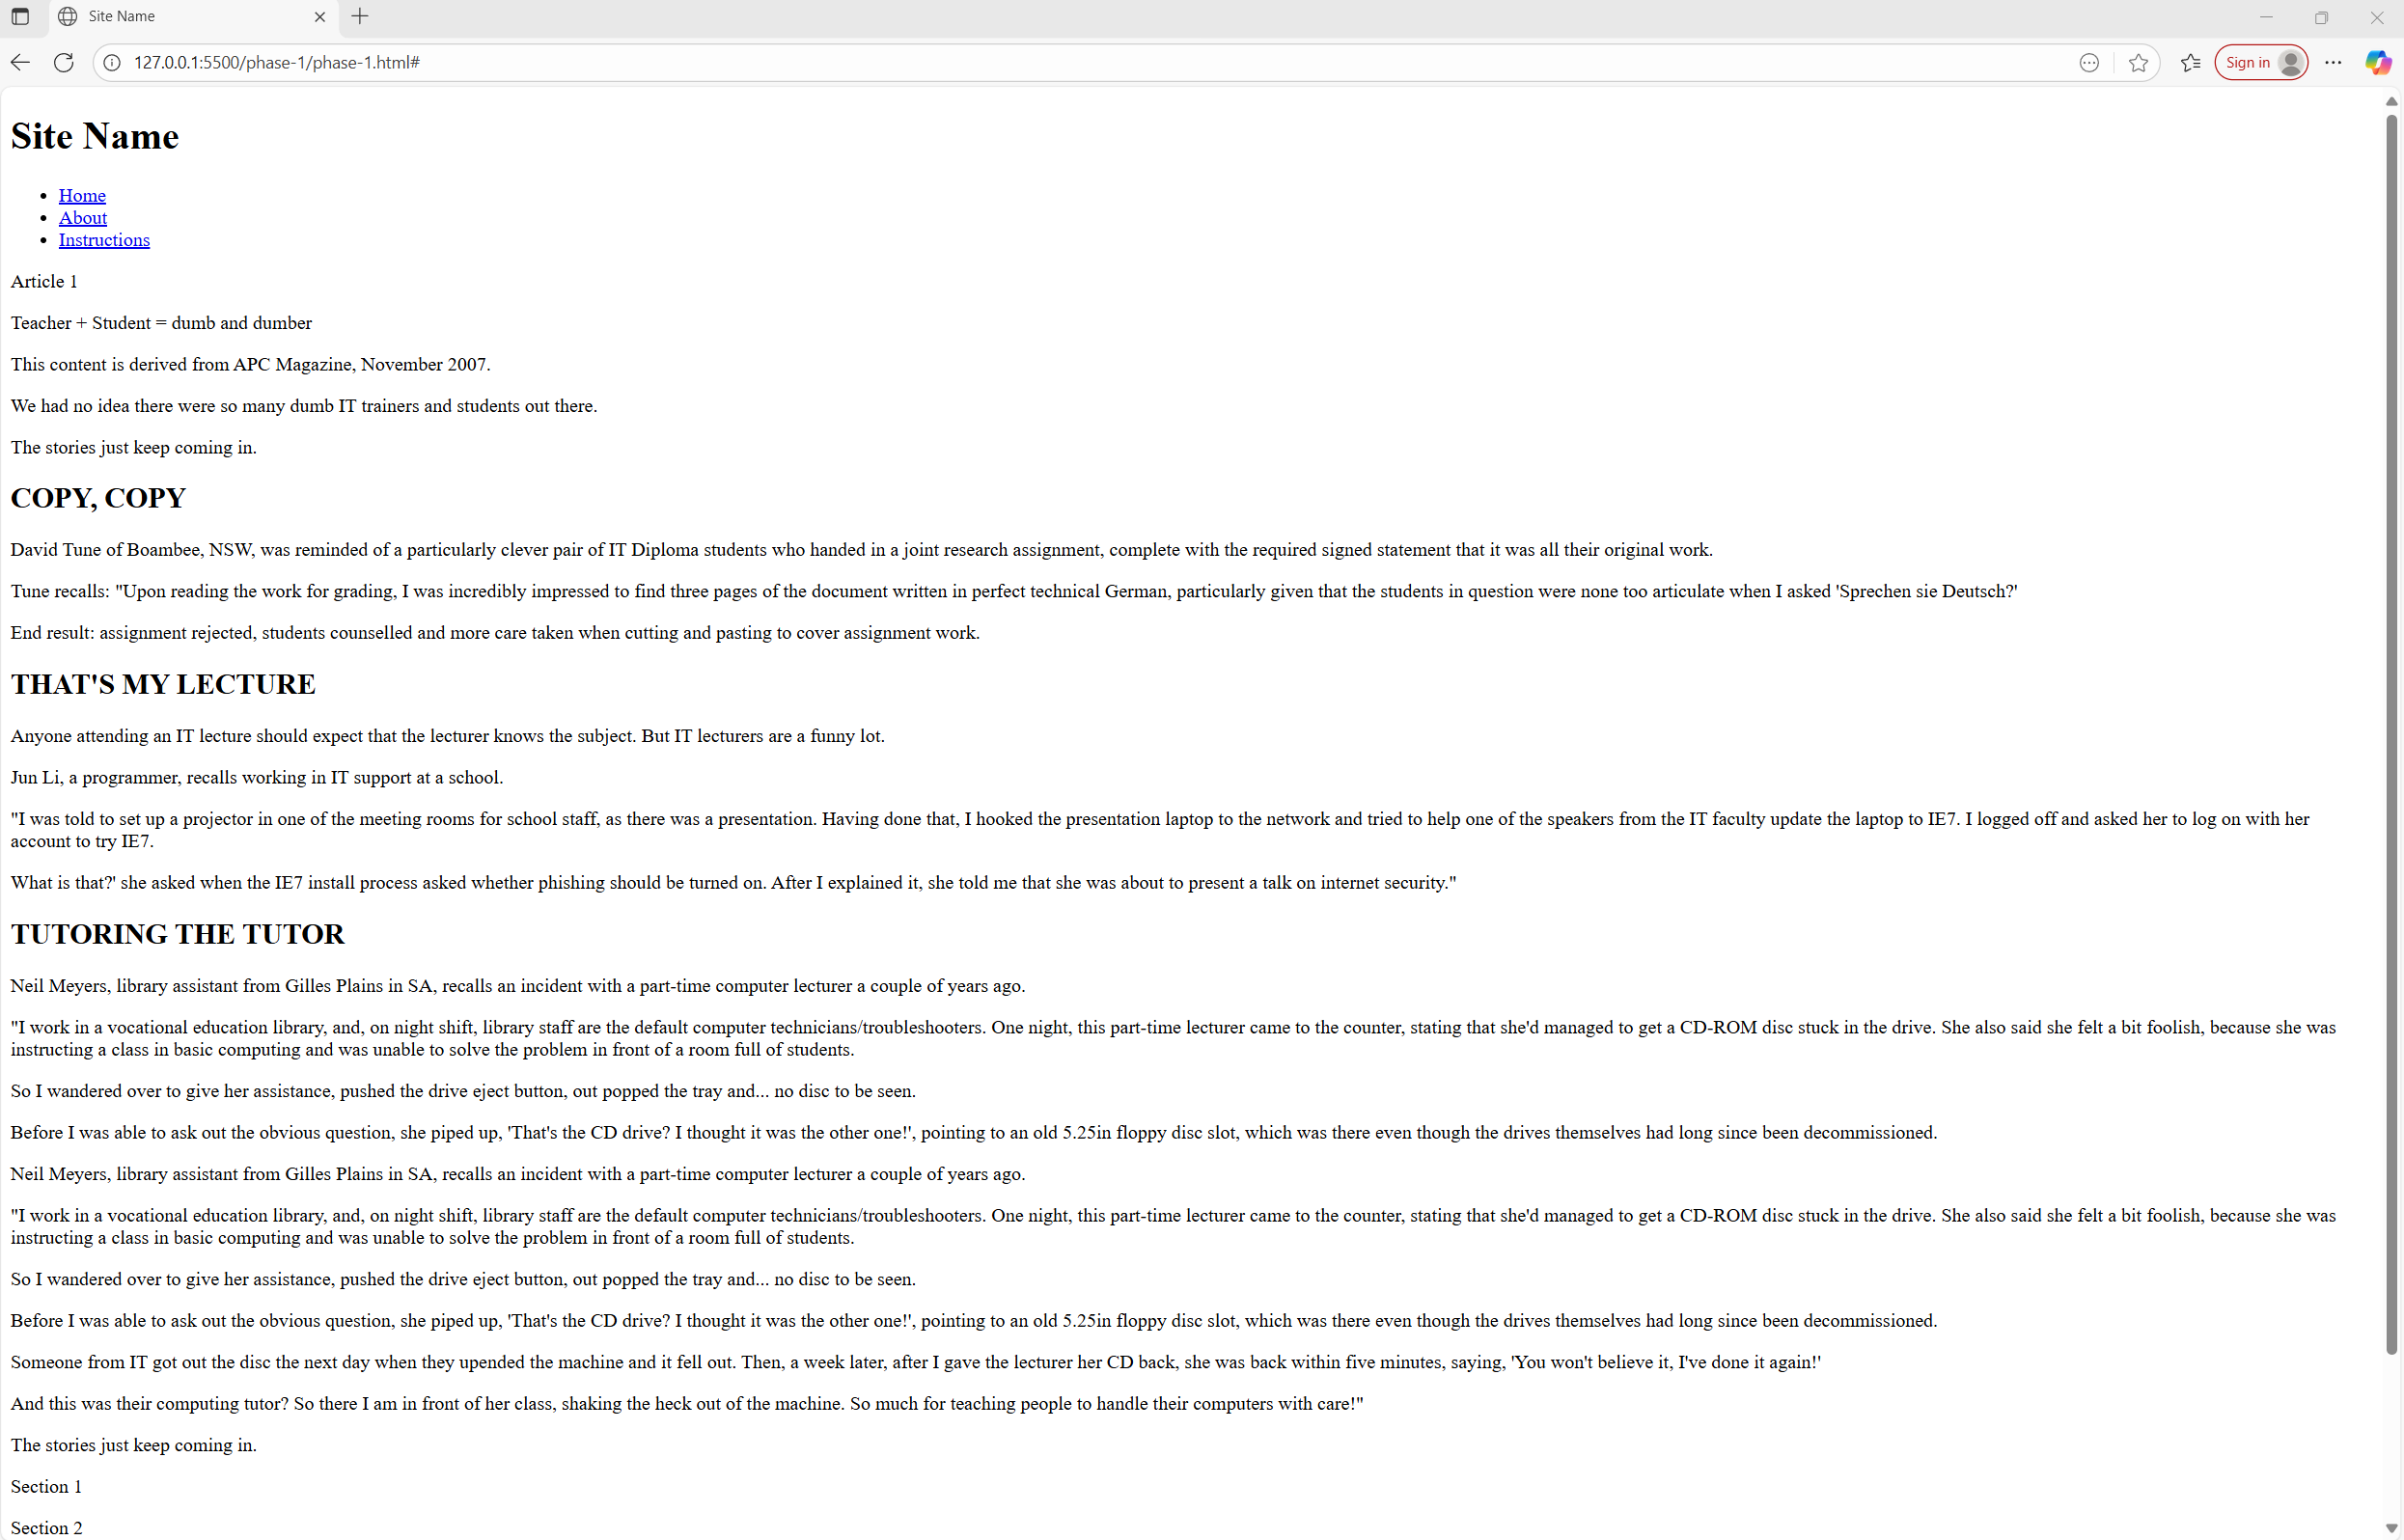 Site Name
127.0.0.1:5500/phase-1/phase-1.html#
Sign in
Site Name
Home
About
Instructions
Article 1
Teacher + Student = dumb and dumber
This content is derived from APC Magazine, November 2007.
We had no idea there were so many dumb IT trainers and students out there.
The stories just keep coming in.
COPY, COPY
David Tune of Boambee, NSW, was reminded of a particularly clever pair of IT Diploma students who handed in a joint research assignment, complete with the required signed statement that it was all their original work.
Tune recalls: "Upon reading the work for grading, I was incredibly impressed to find three pages of the document written in perfect technical German, particularly given that the students in question were none too articulate when I asked 'Sprechen sie Deutsch?'
End result: assignment rejected, students counselled and more care taken when cutting and pasting to cover assignment work.
THAT'S MY LECTURE
Anyone attending an IT lecture should expect that the lecturer knows the subject. But IT lecturers are a funny lot.
Jun Li, a programmer, recalls working in IT support at a school.
"I was told to set up a projector in one of the meeting rooms for school staff, as there was a presentation. Having done that, I hooked the presentation laptop to the network and tried to help one of the speakers from the IT faculty update the laptop to IE7. I logged off and asked her to log on with her
account to try IE7.
What is that?' she asked when the IE7 install process asked whether phishing should be turned on. After I explained it, she told me that she was about to present a talk on internet security."
TUTORING THE TUTOR
Neil Meyers, library assistant from Gilles Plains in SA, recalls an incident with a part-time computer lecturer a couple of years ago.
"I work in a vocational education library, and, on night shift, library staff are the default computer technicians/troubleshooters. One night, this part-time lecturer came to the counter, stating that she'd managed to get a CD-ROM disc stuck in the drive. She also said she felt a bit foolish, because she was
instructing a class in basic computing and was unable to solve the problem in front of a room full of students.
So I wandered over to give her assistance, pushed the drive eject button, out popped the tray and... no disc to be seen.
Before I was able to ask out the obvious question, she piped up, 'That's the CD drive? I thought it was the other one!', pointing to an old 5.25in floppy disc slot, which was there even though the drives themselves had long since been decommissioned.
Neil Meyers, library assistant from Gilles Plains in SA, recalls an incident with a part-time computer lecturer a couple of years ago.
"I work in a vocational education library, and, on night shift, library staff are the default computer technicians/troubleshooters. One night, this part-time lecturer came to the counter, stating that she'd managed to get a CD-ROM disc stuck in the drive. She also said she felt a bit foolish, because she was
instructing a class in basic computing and was unable to solve the problem in front of a room full of students.
So I wandered over to give her assistance, pushed the drive eject button, out popped the tray and... no disc to be seen.
Before I was able to ask out the obvious question, she piped up, 'That's the CD drive? I thought it was the other one!', pointing to an old 5.25in floppy disc slot, which was there even though the drives themselves had long since been decommissioned.
Someone from IT got out the disc the next day when they upended the machine and it fell out. Then, a week later, after I gave the lecturer her CD back, she was back within five minutes, saying, 'You won't believe it, I've done it again!'
And this was their computing tutor? So there I am in front of her class, shaking the heck out of the machine. So much for teaching people to handle their computers with care!"
The stories just keep coming in.
Section 1
Section 2